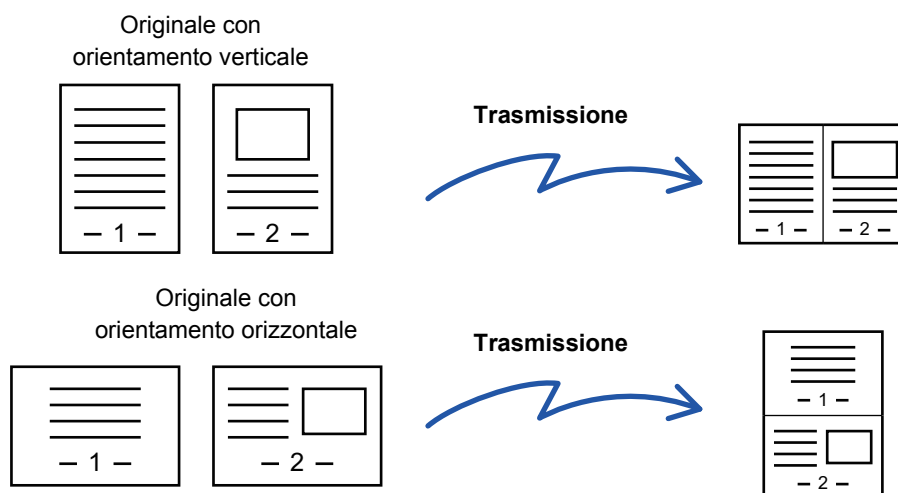 Originale con
orientamento verticale
Trasmissione
– 1 –
– 2 –
– 1 –
– 2 –
Originale con
orientamento orizzontale
Trasmissione
– 1 –
– 2 –
– 1 –
– 2 –